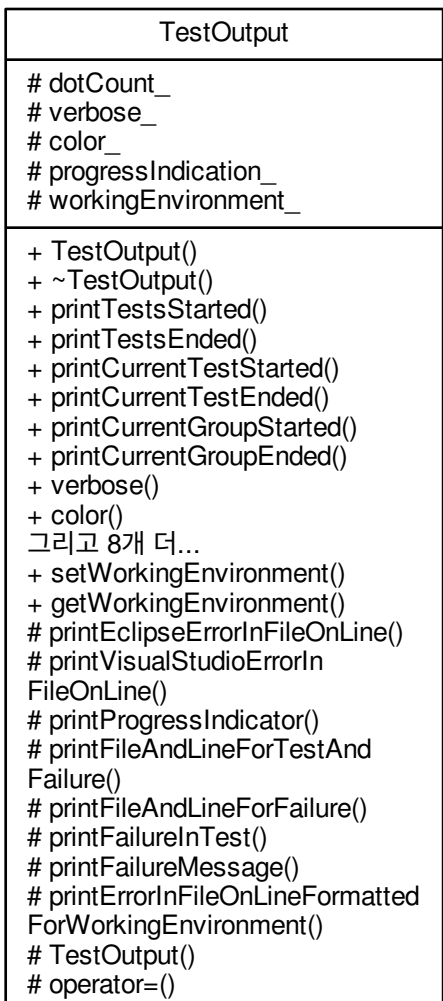 TestOutput
# dotCount_
# verbose_
# color_
# progressIndication_
# workingEnvironment_
+ TestOutput()
+ ~TestOutput()
+ printTestsStarted()
+ printTestsEnded()
+ printCurrentTestStarted()
+ printCurrentTestEnded()
+ printCurrentGroupStarted()
+ printCurrentGroupEnded()
+ verbose()
+ color()
그리고 8개 더...
+ setWorkingEnvironment()
+ getWorkingEnvironment()
# printEclipseErrorInFileOnLine()
# printVisualStudioErrorIn
FileOnLine()
# printProgressIndicator()
# printFileAndLineForTestAnd
Failure()
# printFileAndLineForFailure()
# printFailureInTest()
# printFailureMessage()
# printErrorInFileOnLineFormatted
ForWorkingEnvironment()
# TestOutput()
# operator=()